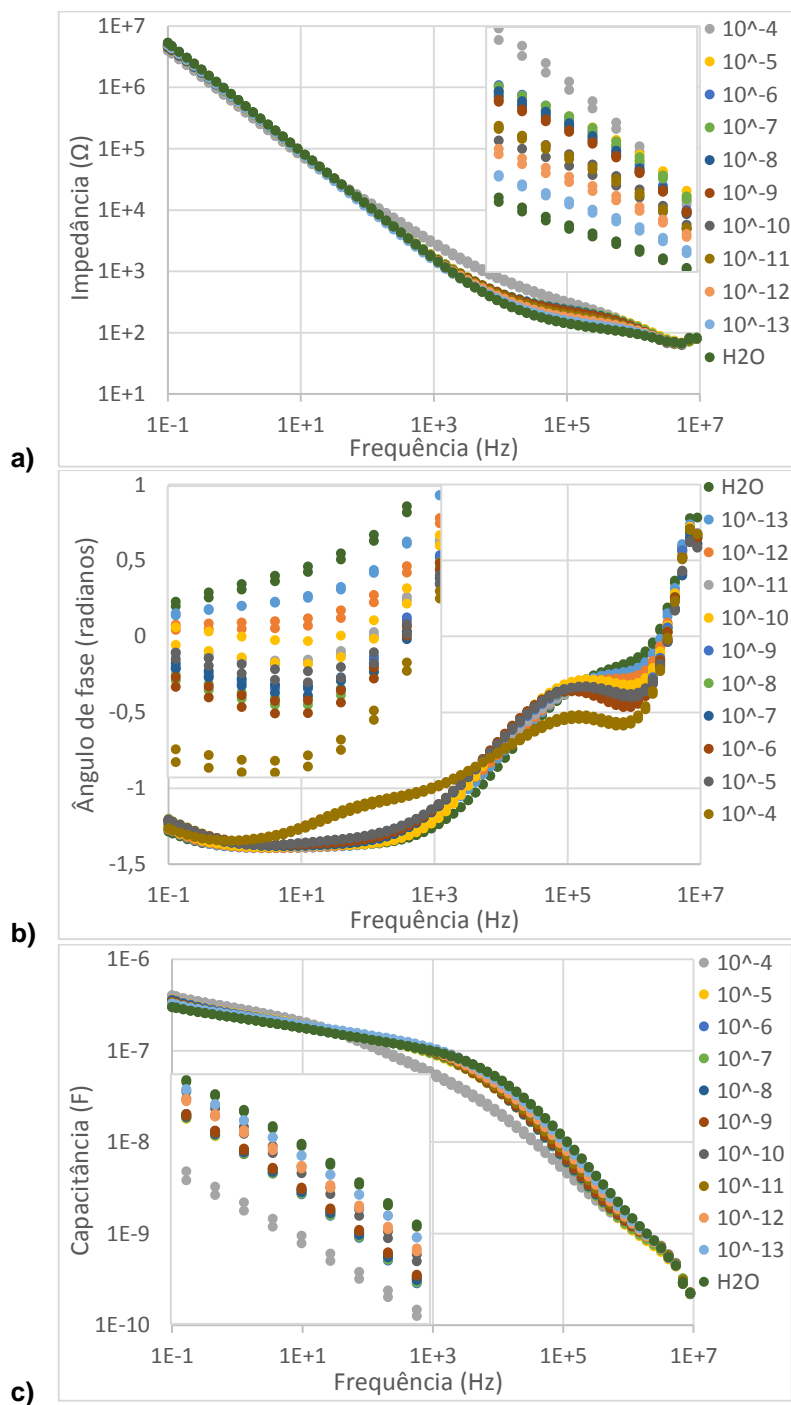 1E+7
1E+6
1E+5
1E+4
1E+3
1E+2
1E+1
Impedância (Ω)
1E-1 1E+1 1E+3 1E+5 1E+7
Frequência (Hz)
10^-4
10^-5
10^-6
10^-7
10^-8
10^-9
10^-10
10^-11
10^-12
10^-13
H2O
a)
1
0,5
0
-0,5
-1
-1,5
Ângulo de fase (radianos)
1E-1 1E+1 1E+3 1E+5 1E+7
Frequência (Hz)
H2O
10^-13
10^-12
10^-11
10^-10
10^-9
10^-8
10^-7
10^-6
10^-5
10^-4
b)
1E-6
1E-7
1E-8
1E-9
1E-10
Capacitância (F)
1E-1 1E+1 1E+3 1E+5 1E+7
Frequência (Hz)
10^-4
10^-5
10^-6
10^-7
10^-8
10^-9
10^-10
10^-11
10^-12
10^-13
H2O
c)